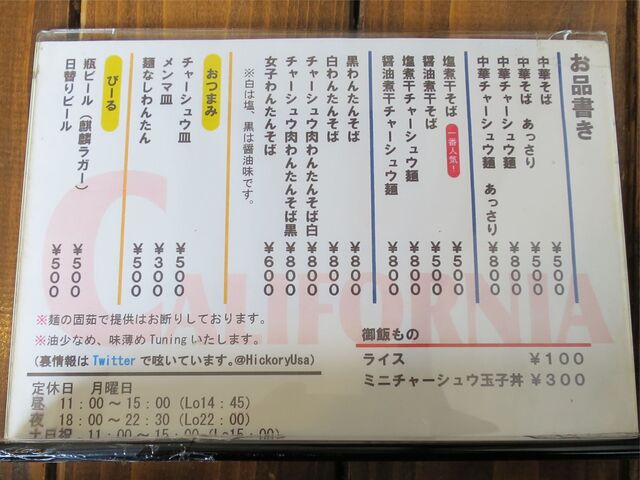 お品書き
中華そば ￥500
中華そば あっさり ￥500
中華チャーシュウ麺 ￥800
中華チャーシュウ麺 あっさり ￥800
塩煮干そば 一番人気! ￥500
醤油煮干そば ￥500
塩煮干チャーシュウ麺 ￥800
醤油煮干チャーシュウ麺 ￥800
黒わんたんそば ￥800
白わんたんそば ￥800
チャーシュウ肉わんたんそば白 ￥800
チャーシュウ肉わんたんそば黒 ￥800
女子わんたんそば ￥600
※白は塩、黒は醤油味です。
おつまみ
チャーシュウ皿 ￥500
メンマ皿 ￥300
麺なしわんたん ￥500
びーる
瓶ビール（麒麟ラガー） ￥500
日替りビール ￥500
CALIFORNIA
※麺の固茹で提供はお断りしております。
※油少なめ、味薄めTuningいたします。
(裏情報は Twitter で呟いています。@HickoryUsa)
御飯もの
ライス ￥100
ミニチャーシュウ玉子丼 ￥300
定休日 月曜日
昼 11：00～15：00 (Lo14：45)
夜 18：00～22：30 (Lo22：00)
土日祝 11：00～15：00 (Lo15：00)